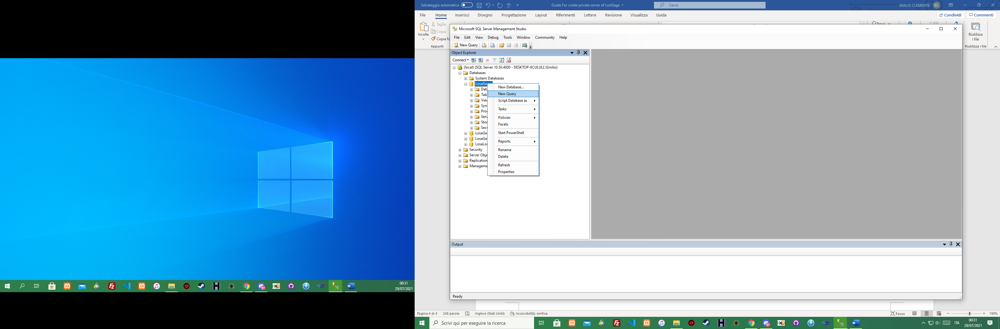 00:31
29/07/2021
Salvataggio automatico
Guide For create private server of LostSaga
Cerca
EMILIO CLEMENTE
EC
File Home Inserisci Disegno Progettazione Layout Riferimenti Lettere Revisione Visualizza Guida
Condividi
Commenti
Incolla
Taglia
Copia
Copia fo
Appunti
Trova
Riutilizza
i file
Riutilizza i file
Microsoft SQL Server Management Studio
File Edit View Debug Tools Window Community Help
New Query
Object Explorer
Connect
(local) (SQL Server 10.50.4000 - DESKTOP-6CULULL\Emilio)
Databases
System Databases
LosaGa
Data
Tab
View
Syn
Prog
Serv
Stor
Secu
LosaGa
LosaGa
LosaLog
Security
Server Obje
Replication
Manageme
New Database...
New Query
Script Database as
Tasks
Policies
Facets
Start PowerShell
Reports
Rename
Delete
Refresh
Properties
Output
Ready
Pagina 4 di 4 248 parole Inglese (Stati Uniti) Accessibilità: verifica
Focus
190%
Scrivi qui per eseguire la ricerca
ITA
00:31
29/07/2021